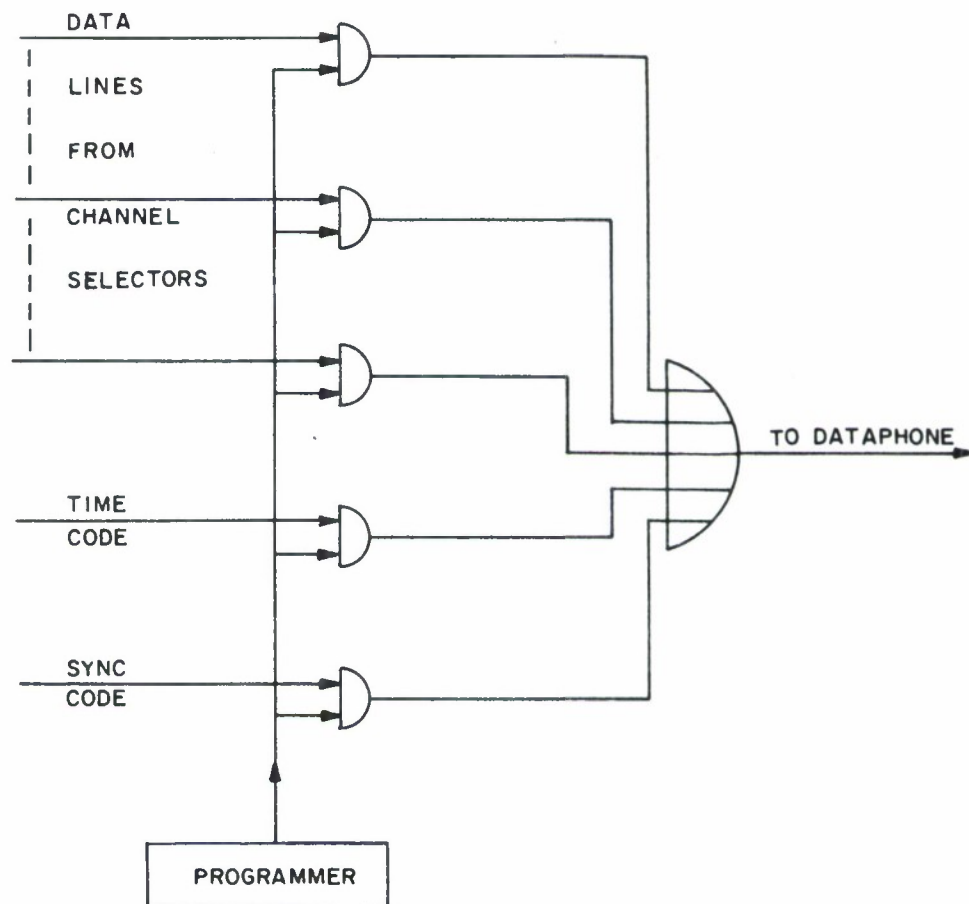 DATA
LINES
FROM
CHANNEL
SELECTORS
TO DATAPHONE
TIME
CODE
SYNC
CODE
PROGRAMMER